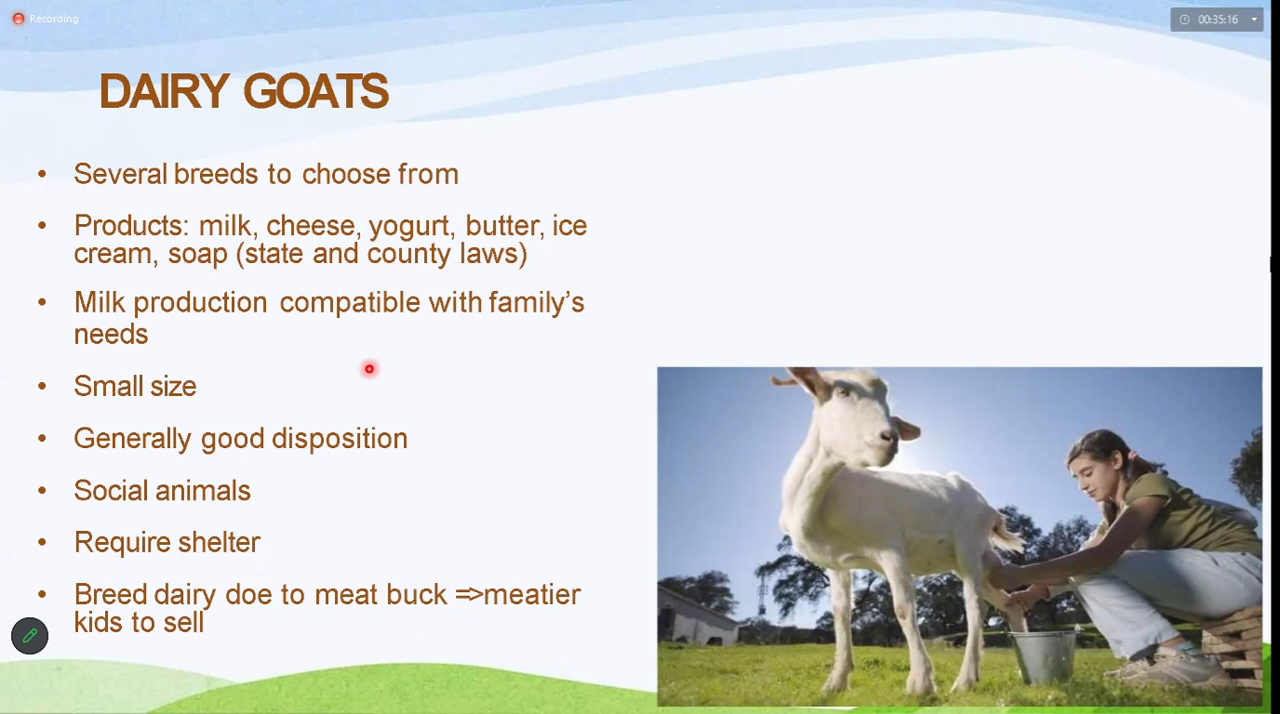 Recording
00:35:16
DAIRY GOATS
• Several breeds to choose from
• Products: milk, cheese, yogurt, butter, ice
cream, soap (state and county laws)
• Milk production compatible with family’s
needs
• Small size
• Generally good disposition
• Social animals
• Require shelter
• Breed dairy doe to meat buck =>meatier
kids to sell